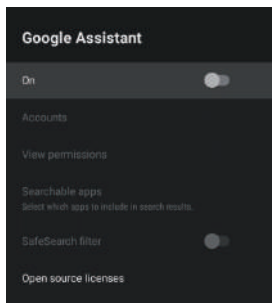 Google Assistant
On
Accounts
View permissions
Searchable apps
Select which apps to include in search results.
SafeSearch filter
Open source licenses